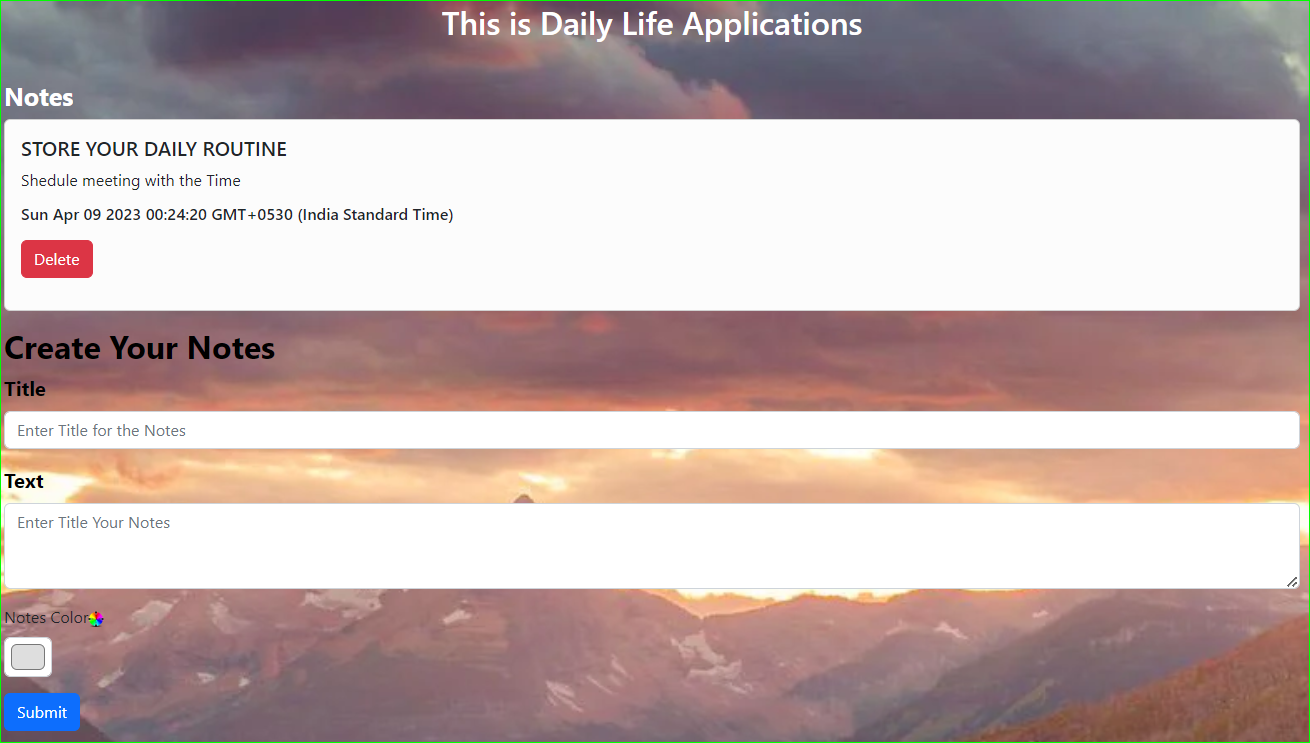 This is Daily Life Applications
Notes
STORE YOUR DAILY ROUTINE
Shedule meeting with the Time
Sun Apr 09 2023 00:24:20 GMT+0530 (India Standard Time)
Delete
Create Your Notes
Title
Enter Title for the Notes
Text
Enter Title Your Notes
Notes Color
Submit